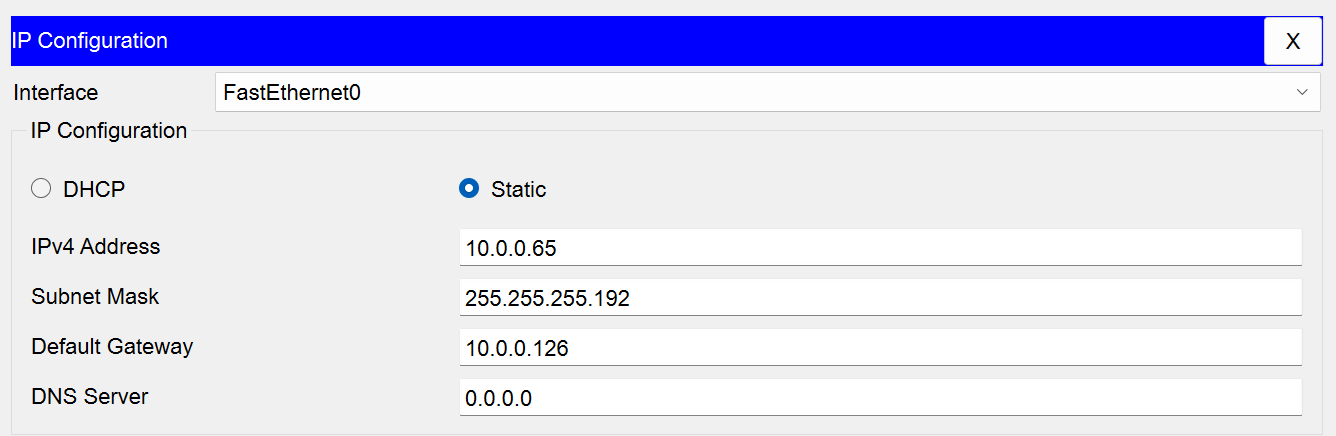 IP Configuration X
Interface FastEthernet0
IP Configuration
DHCP Static
IPv4 Address 10.0.0.65
Subnet Mask 255.255.255.192
Default Gateway 10.0.0.126
DNS Server 0.0.0.0